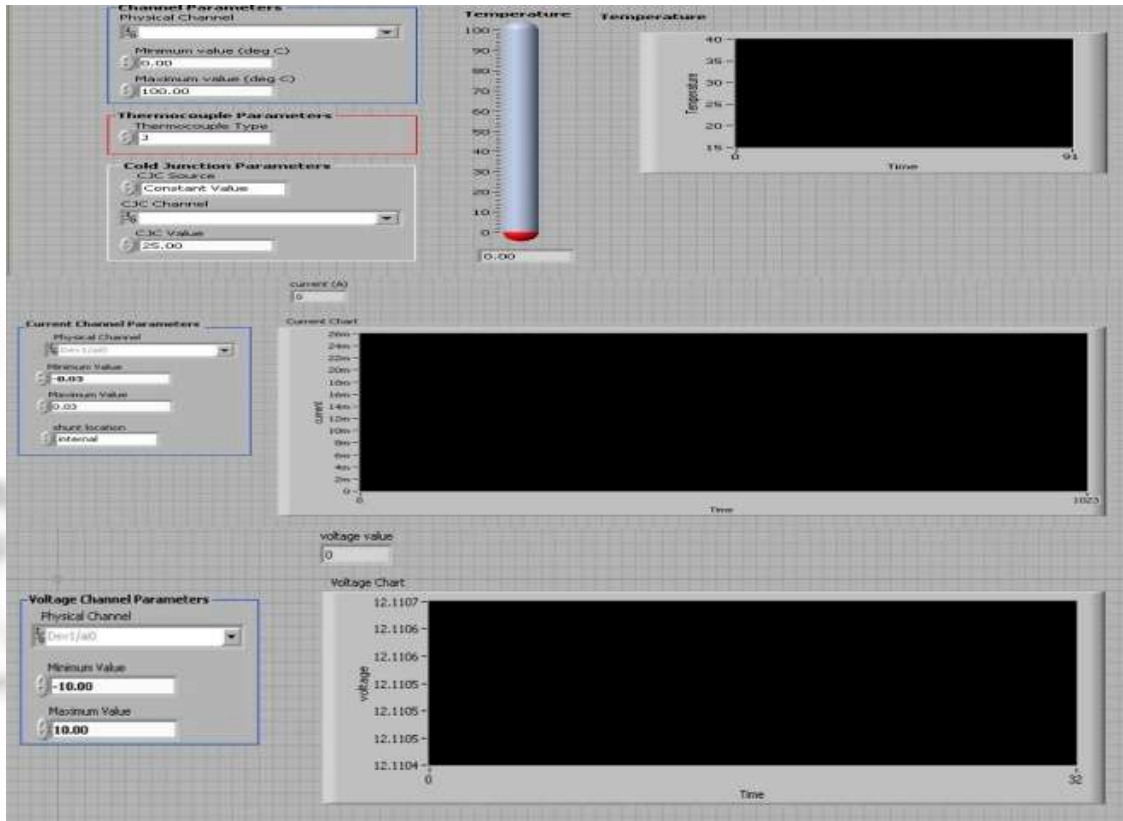 Channel Parameters
Physical Channel
Minimum value (deg C)
0.00
Maximum value (deg C)
100.00
Thermocouple Parameters
Thermocouple Type
J
Cold Junction Parameters
CJC Source
Constant Value
CJC Channel
CJC Value
25.00
Temperature
100
90
80
70
60
50
40
30
20
10
0
0.00
Temperature
Temperature
40
35
30
25
20
15
0 91
Time
current (A)
0
Current Channel Parameters
Physical Channel
Dev1/ai0
Minimum Value
-0.03
Maximum Value
0.03
shunt location
internal
Current Chart
current
26m
24m
22m
20m
18m
16m
14m
12m
10m
8m
6m
4m
2m
0
0 1023
Time
voltage value
0
Voltage Channel Parameters
Physical Channel
Dev1/ai0
Minimum Value
-10.00
Maximum Value
10.00
Voltage Chart
voltage
12.1107
12.1106
12.1106
12.1105
12.1105
12.1105
12.1104
0 32
Time